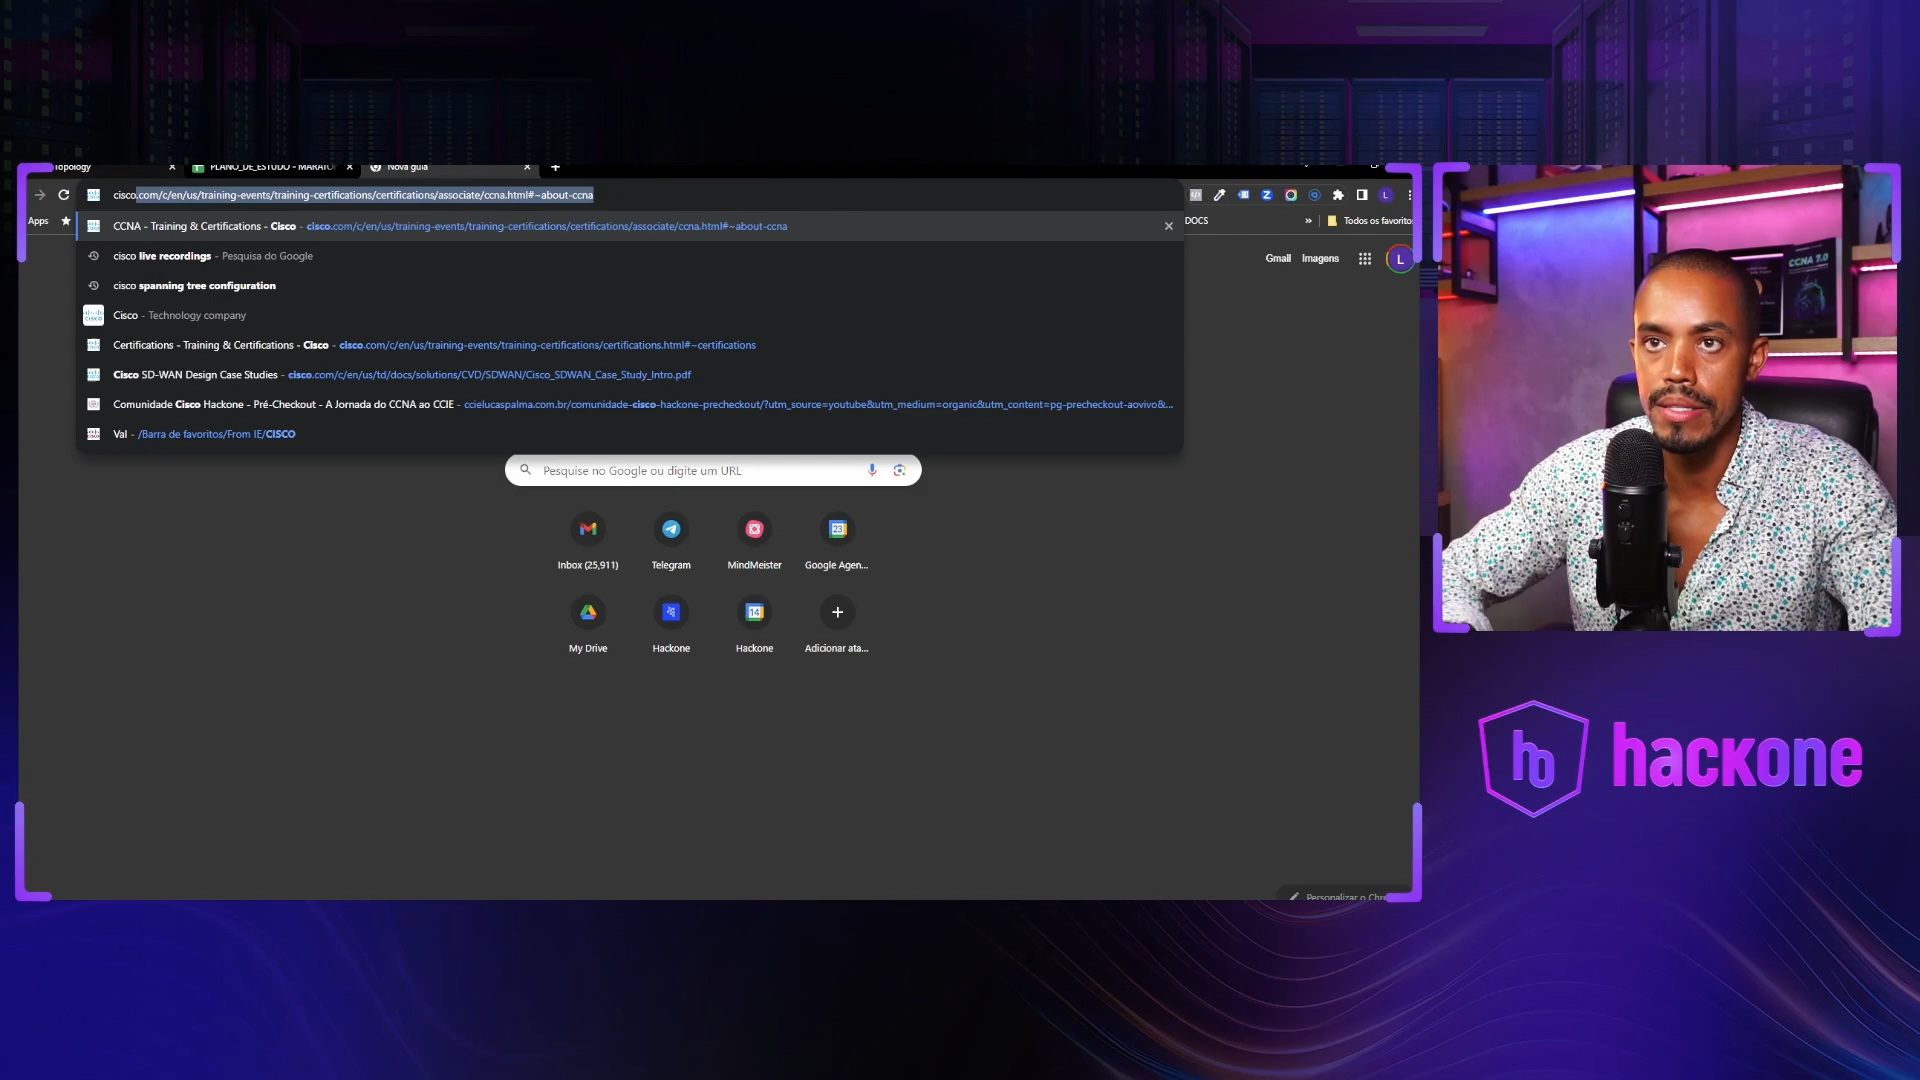 Topology
PLANO_DE_ESTUDO - MARATO
Nova guia
cisco.com/c/en/us/training-events/training-certifications/certifications/associate/ccna.html#~about-ccna
Apps
DOCS
»
Todos os favoritos
CCNA - Training & Certifications - Cisco - cisco.com/c/en/us/training-events/training-certifications/certifications/associate/ccna.html#~about-ccna
cisco live recordings - Pesquisa do Google
cisco spanning tree configuration
Cisco - Technology company
Certifications - Training & Certifications - Cisco - cisco.com/c/en/us/training-events/training-certifications/certifications.html#~certifications
Cisco SD-WAN Design Case Studies - cisco.com/c/en/us/td/docs/solutions/CVD/SDWAN/Cisco_SDWAN_Case_Study_Intro.pdf
Comunidade Cisco Hackone - Pré-Checkout - A Jornada do CCNA ao CCIE - ccielucaspalma.com.br/comunidade-cisco-hackone-precheckout/?utm_source=youtube&utm_medium=organic&utm_content=pg-precheckout-aovivo&...
Val - /Barra de favoritos/From IE/CISCO
Gmail Imagens
L
Pesquise no Google ou digite um URL
23
Inbox (25,911)
Telegram
MindMeister
Google Agen...
14
My Drive
Hackone
Hackone
Adicionar ata...
Personalizar o Chr
CCNA 7.0
ho
hackone